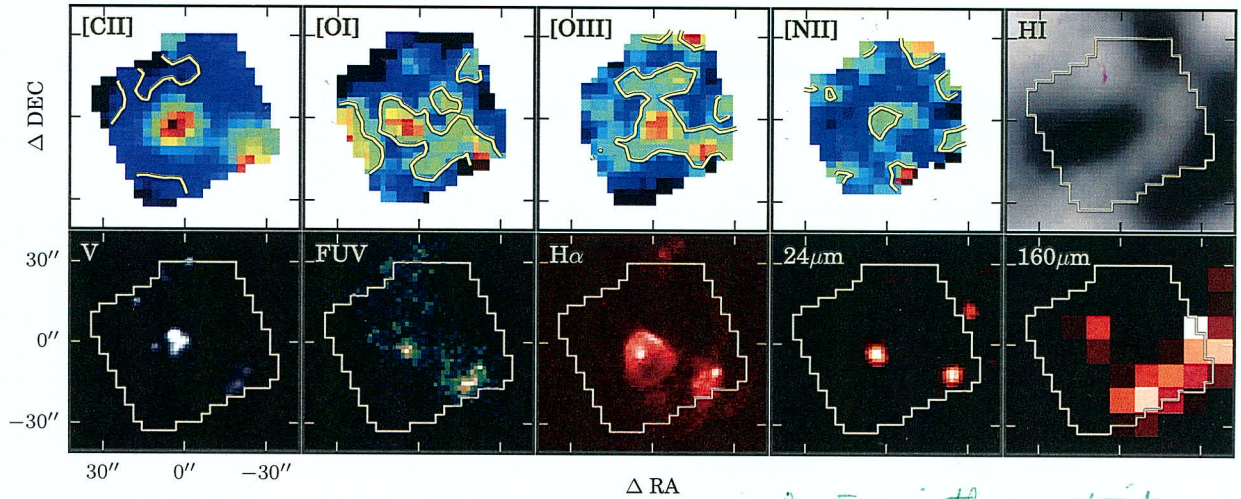 [CII] [OI] [OIII] [NII] HI
Δ DEC
V FUV Hα 24μm 160μm
30″
0″
−30″
30″ 0″ −30″
Δ RA